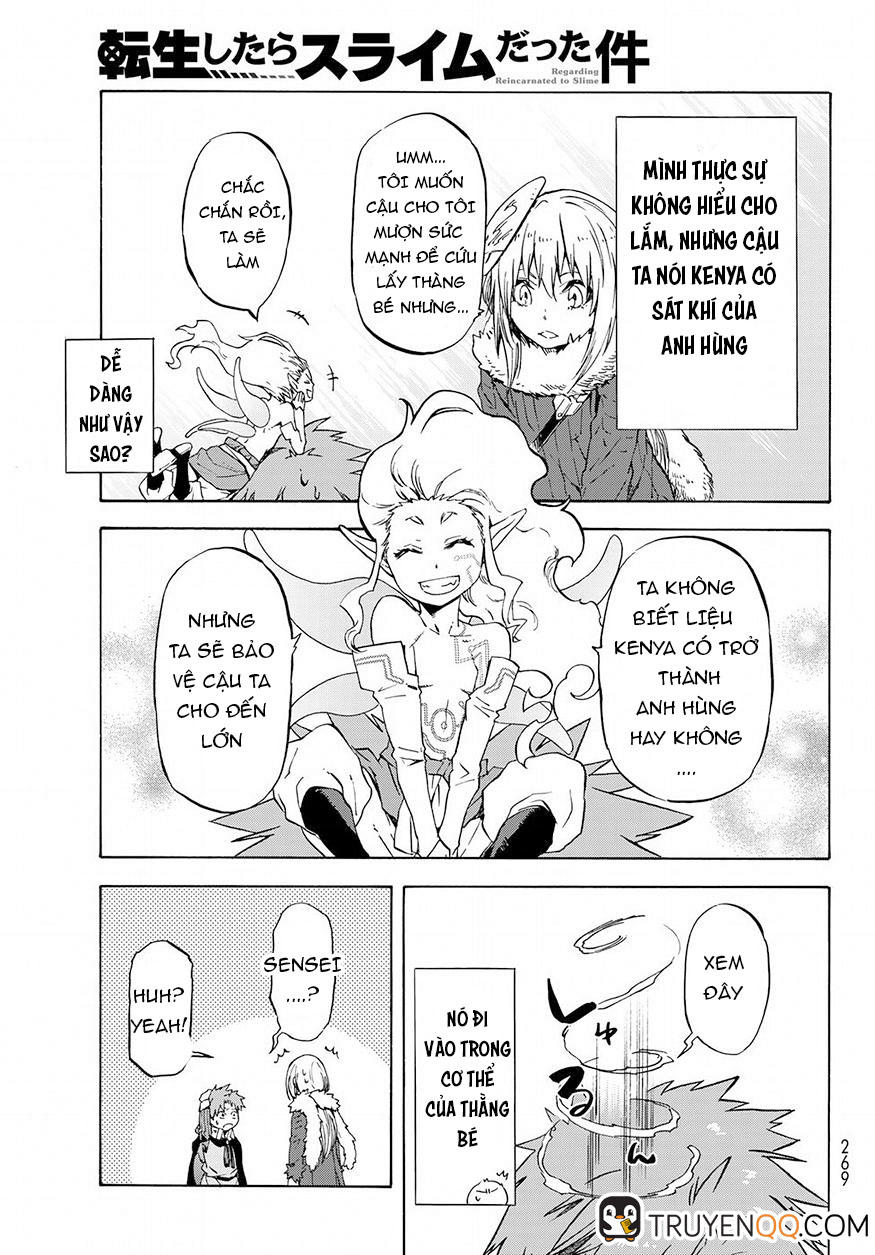 転生したらスライムだった件
Regarding
Reincarnated to Slime
MÌNH THỰC SỰ
KHÔNG HIỂU CHO
LẮM, NHƯNG CẬU
TA NÓI KENYA CÓ
SÁT KHÍ CỦA
ANH HÙNG
UMM...
TÔI MUỐN
CẬU CHO TÔI
MƯỢN SỨC
MẠNH ĐỂ CỨU
LẤY THÀNG
BÉ NHƯNG...
CHẮC
CHẮN RỒI,
TA SẼ
LÀM
DỄ
DÀNG
NHƯ VẬY
SAO?
TA KHÔNG
BIẾT LIỆU
KENYA CÓ TRỞ
THÀNH
ANH HÙNG
HAY KHÔNG
....
NHƯNG
TA SẼ BẢO
VỆ CẬU TA
CHO ĐẾN
LỚN
XEM
ĐÂY
しゅるん
NÓ ĐI
VÀO TRONG
CƠ THỂ
CỦA THẰNG
BÉ
SENSEI
....?
HUH?
YEAH!
269
TRUYENQQ.COM